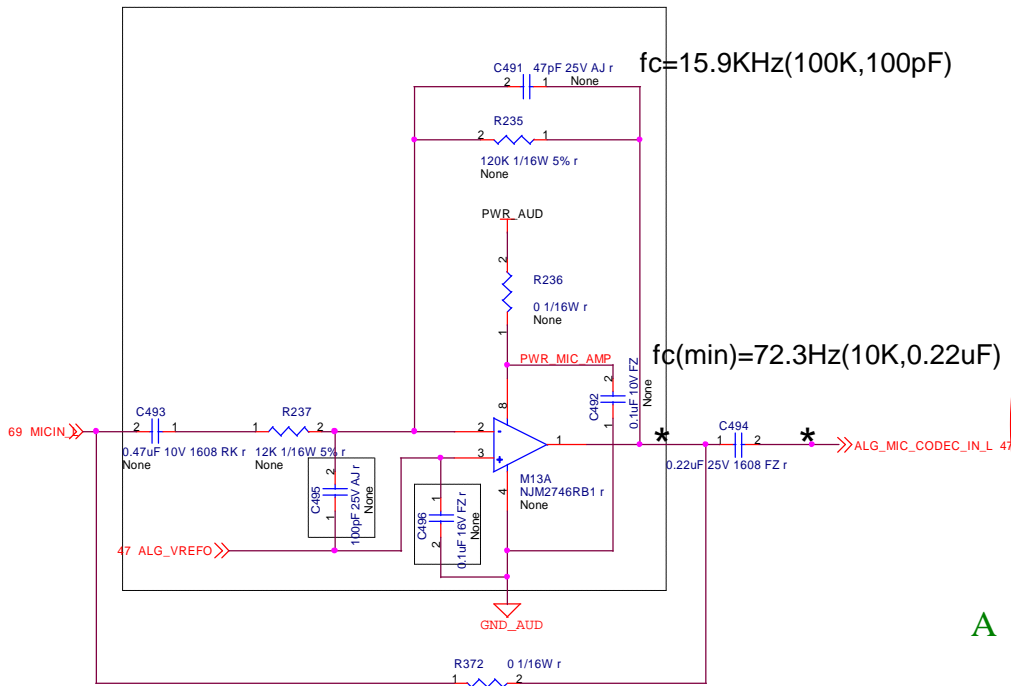 C491
47pF 25V AJ r
None
2
1
fc=15.9KHz(100K,100pF)
R235
2
1
120K 1/16W 5% r
None
PWR_AUD
2
R236
0 1/16W r
None
1
PWR_MIC_AMP
fc(min)=72.3Hz(10K,0.22uF)
2
C492
0.1uF 10V FZ
None
1
8
69 MICIN_
C493
2
1
0.47uF 10V 1608 RK r
None
R237
1
2
12K 1/16W 5% r
None
2
-
3
+
1
4
M13A
NJM2746RB1 r
None
*
C494
1
2
0.22uF 25V 1608 FZ r
*
ALG_MIC_CODEC_IN_L 47
2
C495
100pF 25V AJ r
None
1
1
C496
0.1uF 16V FZ r
None
2
47 ALG_VREFO
GND_AUD
A
R372
0 1/16W r
1
2